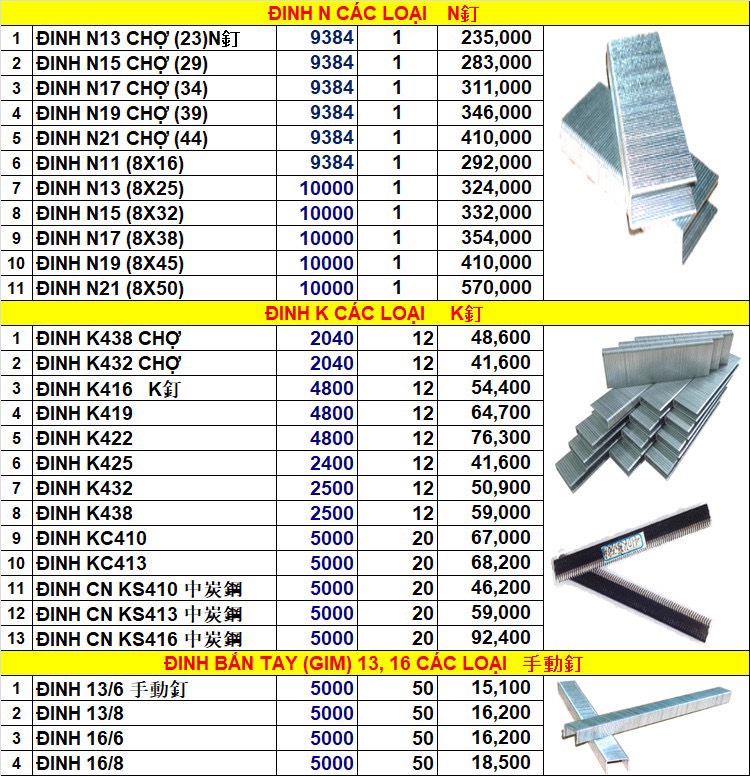 ĐINH N CÁC LOẠI N釘
1 ĐINH N13 CHỢ (23)N釘 9384 1 235,000
2 ĐINH N15 CHỢ (29) 9384 1 283,000
3 ĐINH N17 CHỢ (34) 9384 1 311,000
4 ĐINH N19 CHỢ (39) 9384 1 346,000
5 ĐINH N21 CHỢ (44) 9384 1 410,000
6 ĐINH N11 (8X16) 9384 1 292,000
7 ĐINH N13 (8X25) 10000 1 324,000
8 ĐINH N15 (8X32) 10000 1 332,000
9 ĐINH N17 (8X38) 10000 1 354,000
10 ĐINH N19 (8X45) 10000 1 410,000
11 ĐINH N21 (8X50) 10000 1 570,000
ĐINH K CÁC LOẠI K釘
1 ĐINH K438 CHỢ 2040 12 48,600
2 ĐINH K432 CHỢ 2040 12 41,600
3 ĐINH K416 K釘 4800 12 54,400
4 ĐINH K419 4800 12 64,700
5 ĐINH K422 4800 12 76,300
6 ĐINH K425 2400 12 41,600
7 ĐINH K432 2500 12 50,900
8 ĐINH K438 2500 12 59,000
9 ĐINH KC410 5000 20 67,000
10 ĐINH KC413 5000 20 68,200
11 ĐINH CN KS410 中炭鋼 5000 20 46,200
12 ĐINH CN KS413 中炭鋼 5000 20 59,000
13 ĐINH CN KS416 中炭鋼 5000 20 92,400
ĐINH BẮN TAY (GIM) 13, 16 CÁC LOẠI 手動釘
1 ĐINH 13/6 手動釘 5000 50 15,100
2 ĐINH 13/8 5000 50 16,200
3 ĐINH 16/6 5000 50 16,200
4 ĐINH 16/8 5000 50 18,500